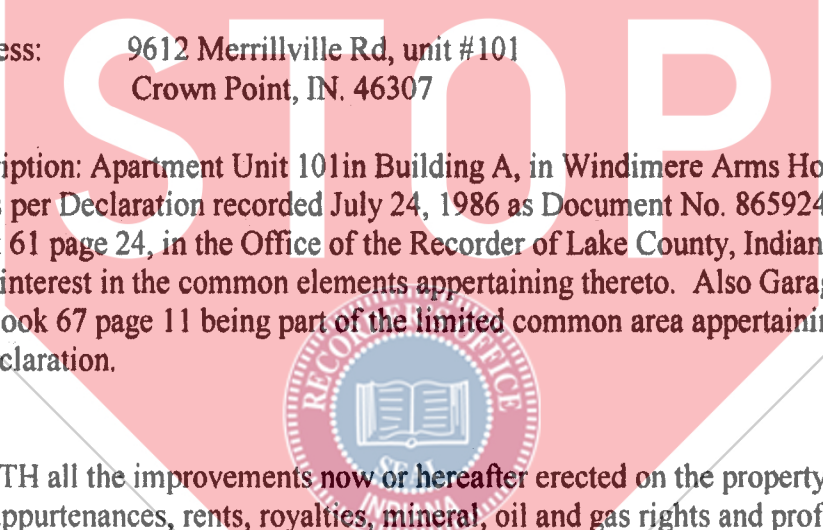 STOP
ess: 9612 Merrillville Rd, unit #101
Crown Point, IN. 46307
ription: Apartment Unit 101in Building A, in Windimere Arms Ho
s per Declaration recorded July 24, 1986 as Document No. 865924
61 page 24, in the Office of the Recorder of Lake County, Indian
interest in the common elements appertaining thereto. Also Garag
ook 67 page 11 being part of the limited common area appertainin
claration.
RECORDER'S OFFICE
SEAL
INDIANA
TH all the improvements now or hereafter erected on the property
appurtenances, rents, royalties, mineral, oil and gas rights and prof